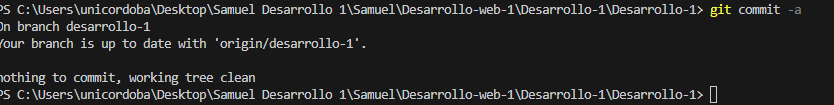 PS C:\Users\unicordoba\Desktop\Samuel Desarrollo 1\Samuel\Desarrollo-web-1\Desarrollo-1\Desarrollo-1> git commit -a
On branch desarrollo-1
Your branch is up to date with 'origin/desarrollo-1'.
nothing to commit, working tree clean
PS C:\Users\unicordoba\Desktop\Samuel Desarrollo 1\Samuel\Desarrollo-web-1\Desarrollo-1\Desarrollo-1>